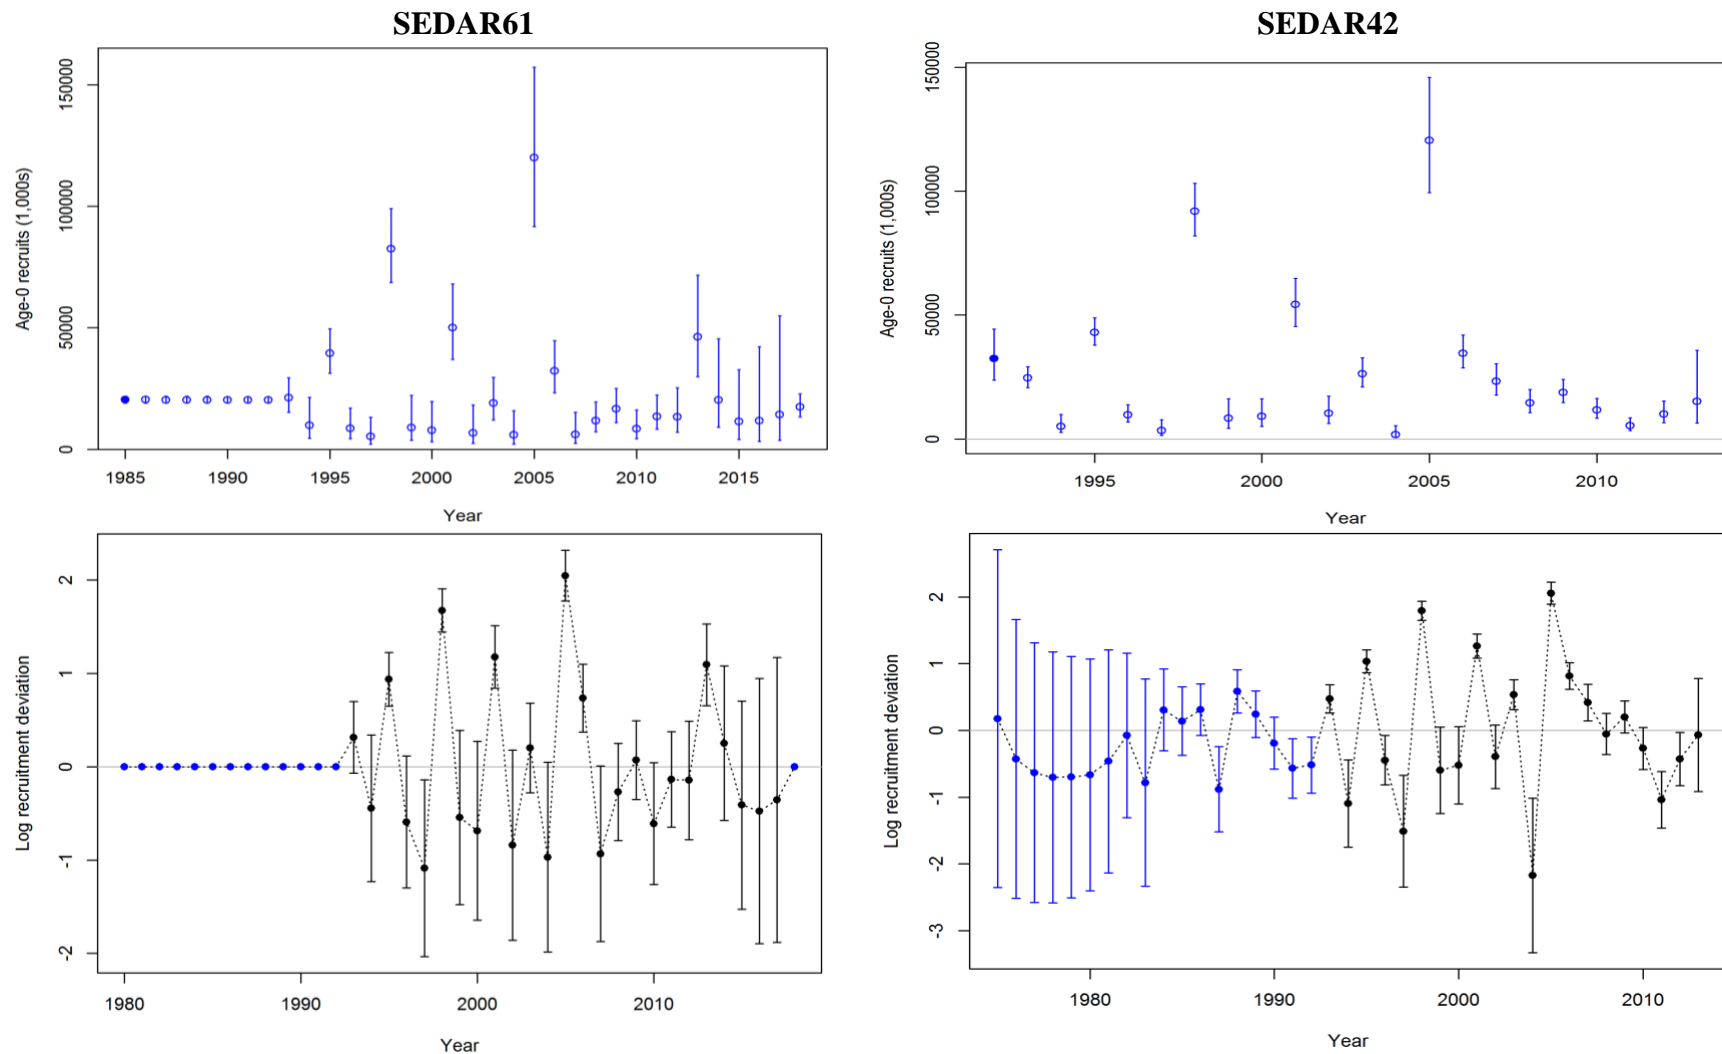 SEDAR61
SEDAR42
Age-0 recruits (1,000s)
150000
100000
50000
0
1985 1990 1995 2000 2005 2010 2015
Year
Age-0 recruits (1,000s)
150000
100000
50000
0
1995 2000 2005 2010
Year
Log recruitment deviation
2
1
0
-1
-2
1980 1990 2000 2010
Year
Log recruitment deviation
2
1
0
-1
-2
-3
1980 1990 2000 2010
Year